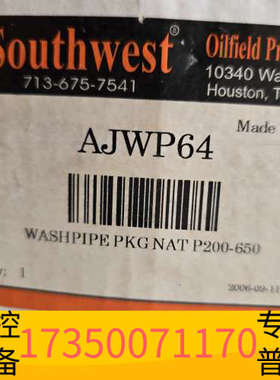 Southwest® Oilfield Pr
713-675-7541
10340 Wa
Houston, T
Made
AJWP64
WASHPIPE PKG NAT P200-650
: 1
2006-09-11
控 专
备 17350071170 普